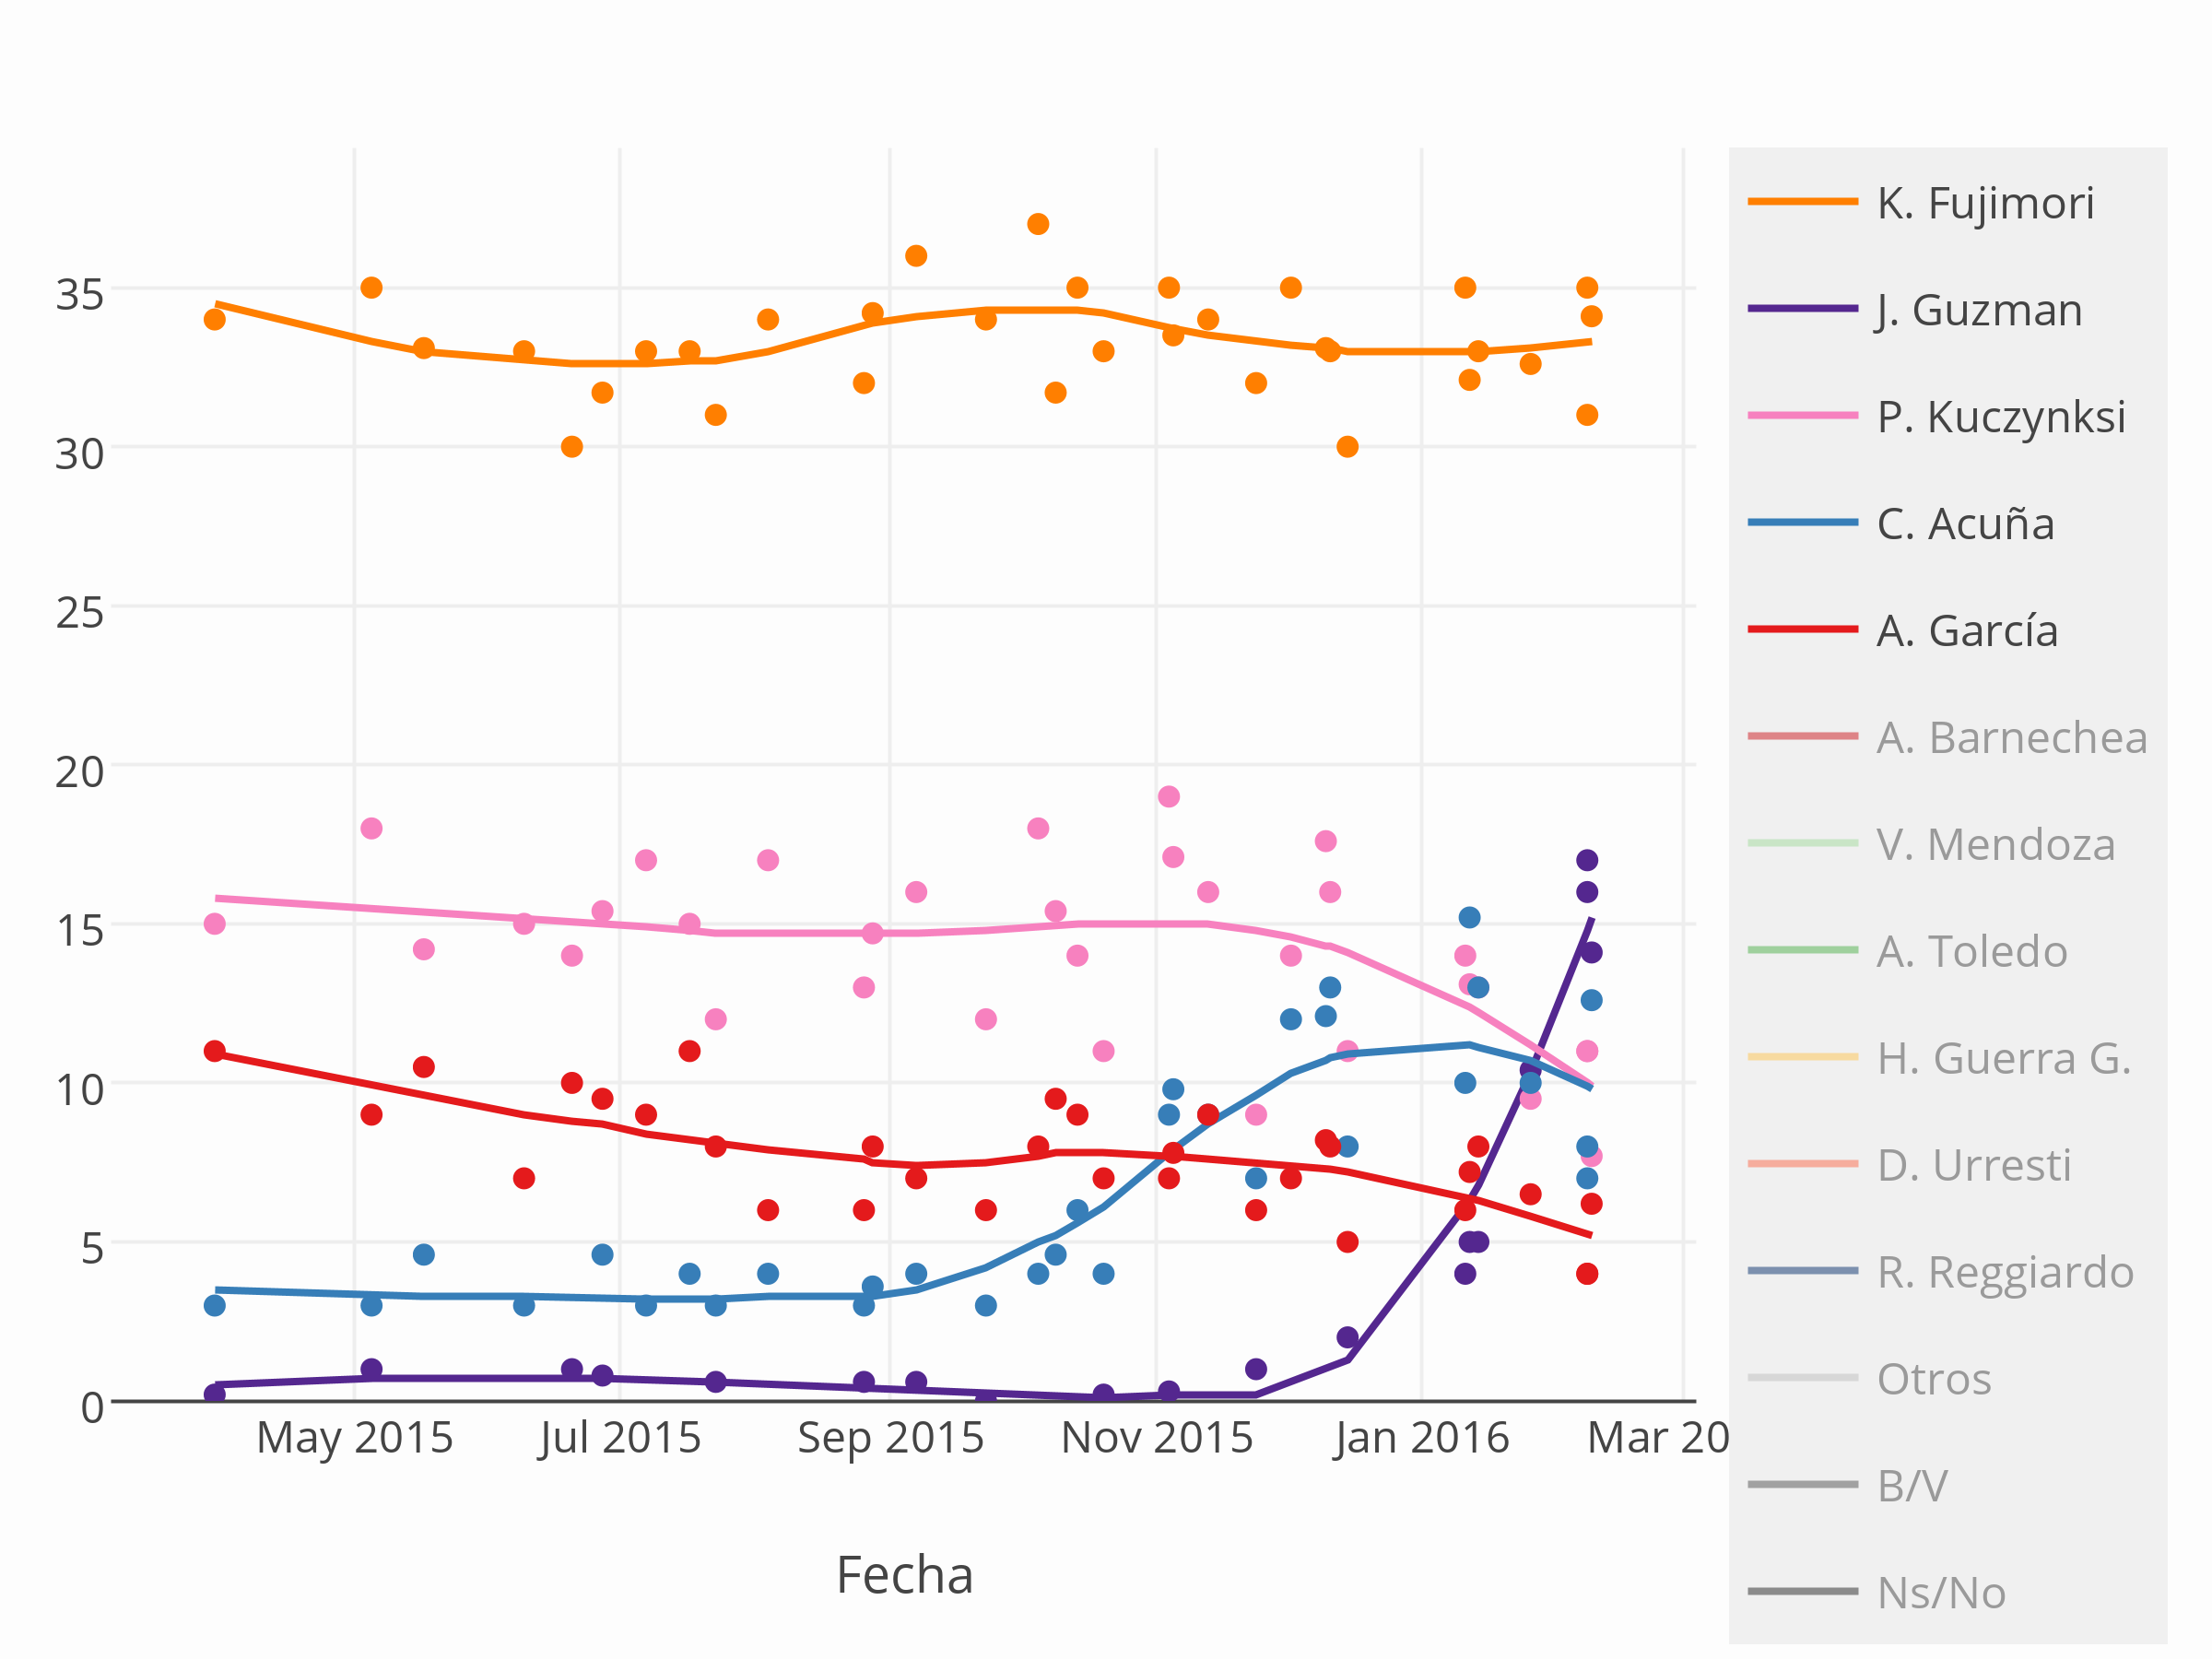 35
30
25
20
15
10
5
0
May 2015
Jul 2015
Sep 2015
Nov 2015
Jan 2016
Mar 20
Fecha
K. Fujimori
J. Guzman
P. Kuczynksi
C. Acuña
A. García
A. Barnechea
V. Mendoza
A. Toledo
H. Guerra G.
D. Urresti
R. Reggiardo
Otros
B/V
Ns/No